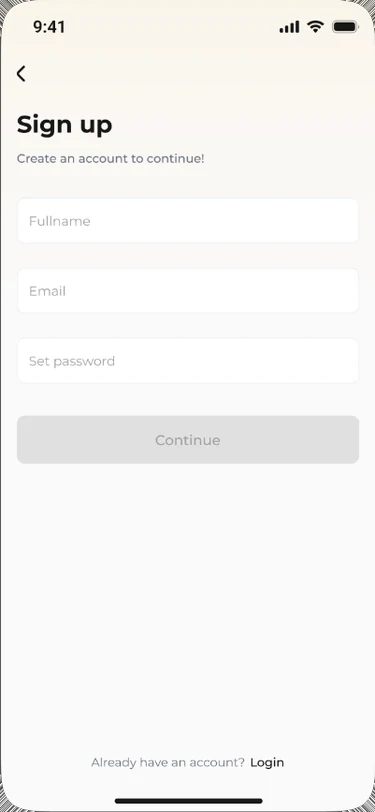 9:41
Sign up
Create an account to continue!
Fullname
Email
Set password
Continue
Already have an account? Login